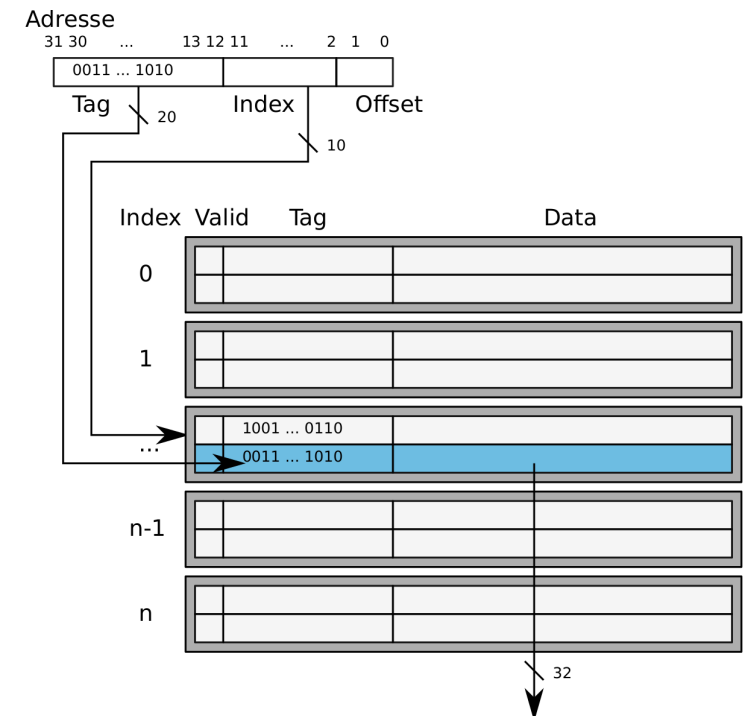 Adresse
31 30 ... 13 12 11 ... 2 1 0
0011 ... 1010
Tag 20 Index Offset
10
Index Valid Tag Data
0
1
1001 ... 0110
...
0011 ... 1010
n-1
n
32